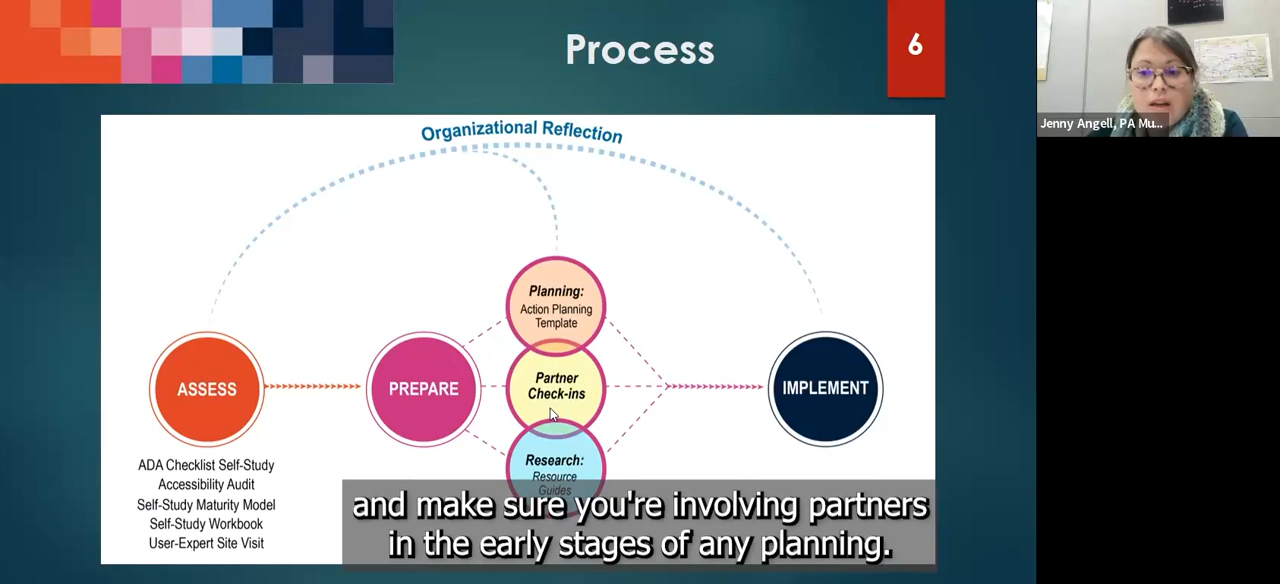 Process
6
Jenny Angell, PA Mu...
Organizational Reflection
Planning:
Action Planning
Template
ASSESS
PREPARE
Partner
Check-ins
IMPLEMENT
Research:
Resource
Guides
ADA Checklist Self-Study
Accessibility Audit
Self-Study Maturity Model
Self-Study Workbook
User-Expert Site Visit
and make sure you're involving partners
in the early stages of any planning.